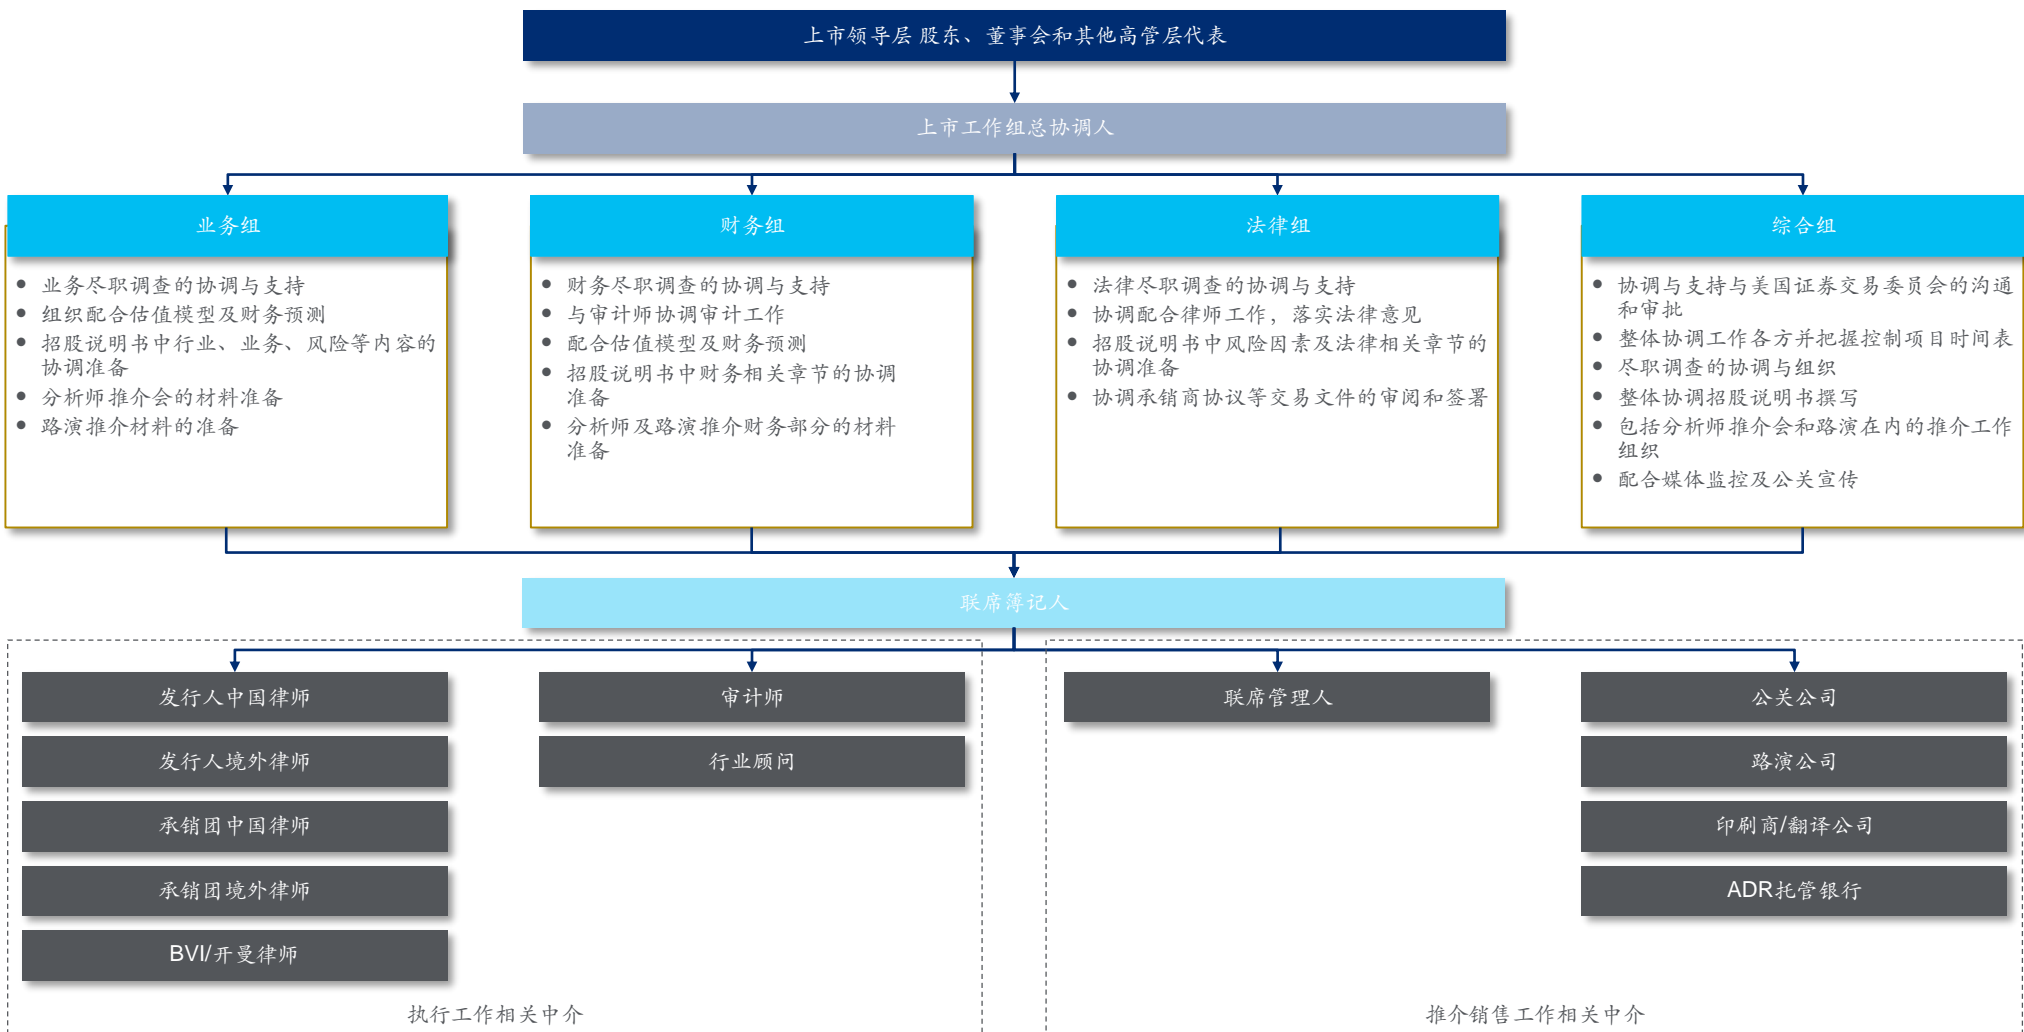 上市领导层 股东、董事会和其他高管层代表
上市工作组总协调人
业务组
• 业务尽职调查的协调与支持
• 组织配合估值模型及财务预测
• 招股说明书中行业、业务、风险等内容的
协调准备
• 分析师推介会的材料准备
• 路演推介材料的准备
财务组
• 财务尽职调查的协调与支持
• 与审计师协调审计工作
• 配合估值模型及财务预测
• 招股说明书中财务相关章节的协调
准备
• 分析师及路演推介财务部分的材料
准备
法律组
• 法律尽职调查的协调与支持
• 协调配合律师工作，落实法律意见
• 招股说明书中风险因素及法律相关章节的
协调准备
• 协调承销商协议等交易文件的审阅和签署
综合组
• 协调与支持与美国证券交易委员会的沟通
和审批
• 整体协调工作各方并把握控制项目时间表
• 尽职调查的协调与组织
• 整体协调招股说明书撰写
• 包括分析师推介会和路演在内的推介工作
组织
• 配合媒体监控及公关宣传
联席簿记人
发行人中国律师
发行人境外律师
承销团中国律师
承销团境外律师
BVI/开曼律师
审计师
行业顾问
执行工作相关中介
联席管理人
公关公司
路演公司
印刷商/翻译公司
ADR托管银行
推介销售工作相关中介